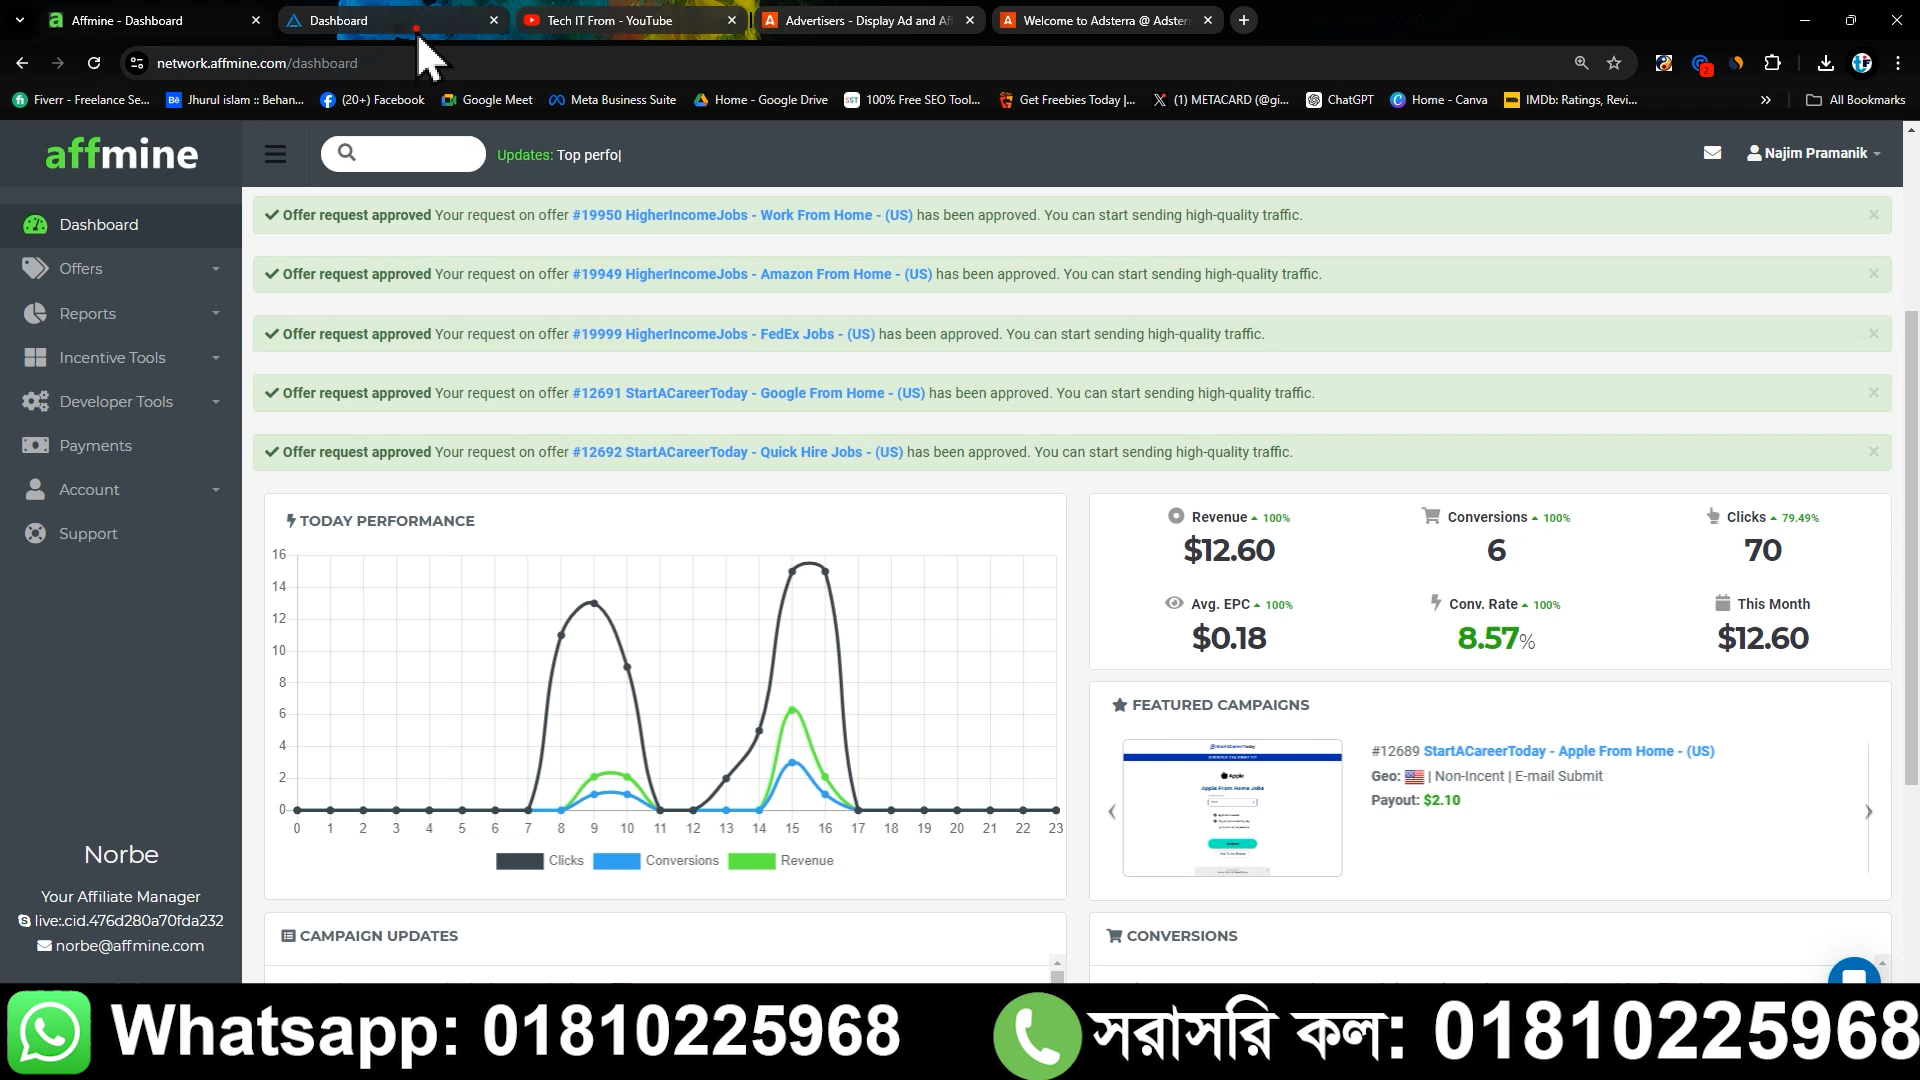 Affmine - Dashboard
Dashboard
Tech IT From - YouTube
Advertisers - Display Ad and Af
Welcome to Adsterra @ Adster
network.affmine.com/dashboard
2
Fiverr - Freelance Se...
Jhurul islam :: Behan...
(20+) Facebook
Google Meet
Meta Business Suite
Home - Google Drive
100% Free SEO Tool...
Get Freebies Today |...
(1) METACARD (@gi...
ChatGPT
Home - Canva
IMDb: Ratings, Revi...
»
All Bookmarks
affmine
Updates: Top perfo|
Najim Pramanik
Dashboard
Offers
Reports
Incentive Tools
Developer Tools
Payments
Account
Support
Norbe
Your Affiliate Manager
live:.cid.476d280a70fda232
norbe@affmine.com
Offer request approved Your request on offer #19950 HigherIncomeJobs - Work From Home - (US) has been approved. You can start sending high-quality traffic.
Offer request approved Your request on offer #19949 HigherIncomeJobs - Amazon From Home - (US) has been approved. You can start sending high-quality traffic.
Offer request approved Your request on offer #19999 HigherIncomeJobs - FedEx Jobs - (US) has been approved. You can start sending high-quality traffic.
Offer request approved Your request on offer #12691 StartACareerToday - Google From Home - (US) has been approved. You can start sending high-quality traffic.
Offer request approved Your request on offer #12692 StartACareerToday - Quick Hire Jobs - (US) has been approved. You can start sending high-quality traffic.
TODAY PERFORMANCE
16
14
12
10
8
6
4
2
0
0 1 2 3 4 5 6 7 8 9 10 11 12 13 14 15 16 17 18 19 20 21 22 23
Clicks Conversions Revenue
Revenue 100%
$12.60
Conversions 100%
6
Clicks 79.49%
70
Avg. EPC 100%
$0.18
Conv. Rate 100%
8.57%
This Month
$12.60
FEATURED CAMPAIGNS
StartACareerToday
Apple
Apple From Home Jobs
#12689 StartACareerToday - Apple From Home - (US)
Geo: | Non-Incent | E-mail Submit
Payout: $2.10
CAMPAIGN UPDATES
CONVERSIONS
Whatsapp: 01810225968
সরাসরি কল: 01810225968